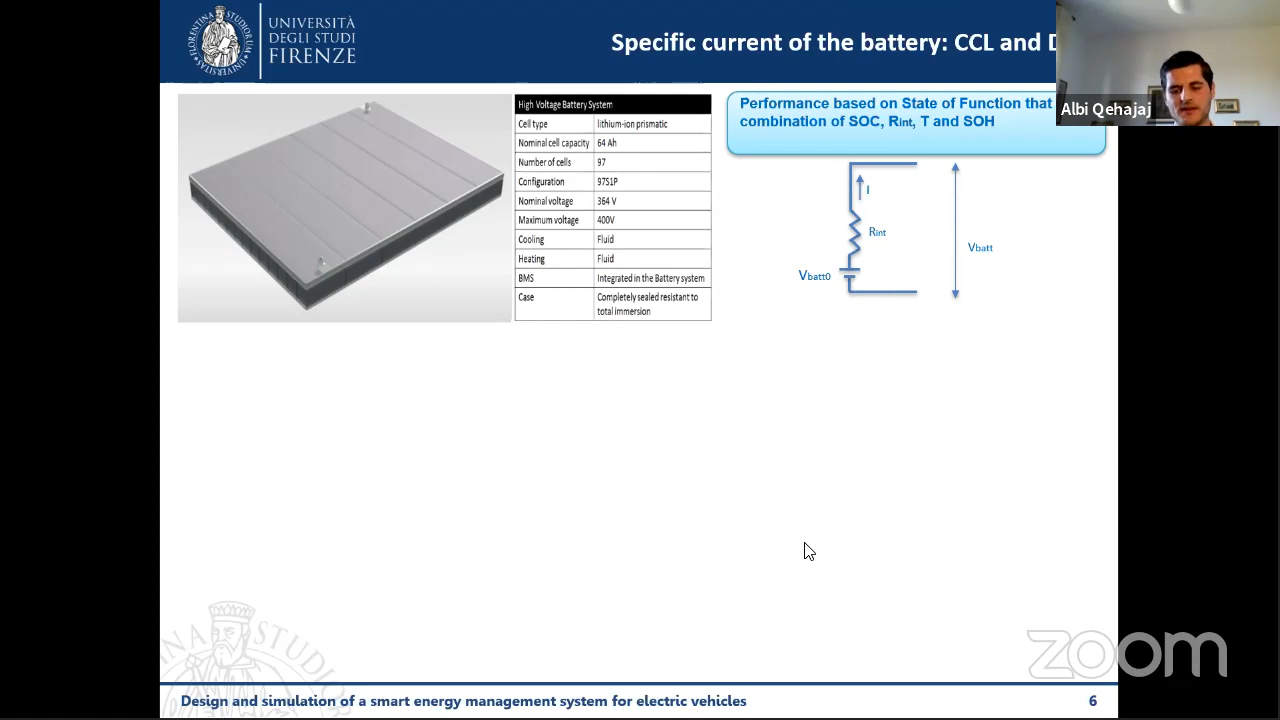 UNIVERSITÀ
DEGLI STUDI
FIRENZE
Specific current of the battery: CCL and D
Albi Qehajaj
High Voltage Battery System
Cell type lithium-ion prismatic
Nominal cell capacity 64 Ah
Number of cells 97
Configuration 97S1P
Nominal voltage 364 V
Maximum voltage 400V
Cooling Fluid
Heating Fluid
BMS Integrated in the Battery system
Case Completely sealed resistant to
total immersion
Performance based on State of Function that
combination of SOC, Rint, T and SOH
I
Rint
Vbatt
Vbatt0
zoom
Design and simulation of a smart energy management system for electric vehicles 6